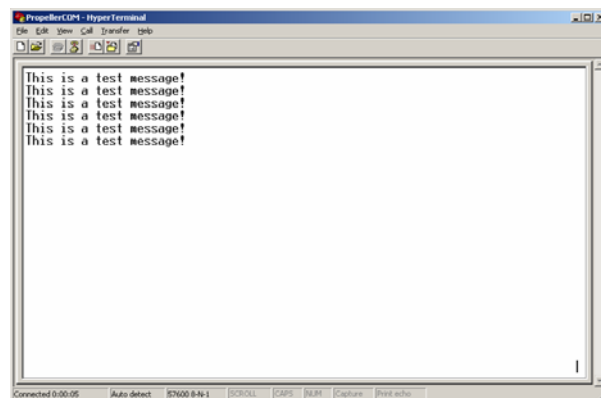 PropellerCOM - HyperTerminal
File Edit View Call Transfer Help
This is a test message!
This is a test message!
This is a test message!
This is a test message!
This is a test message!
This is a test message!
Connected 0:00:05 Auto detect 57600 8-N-1 SCROLL CAPS NUM Capture Print echo